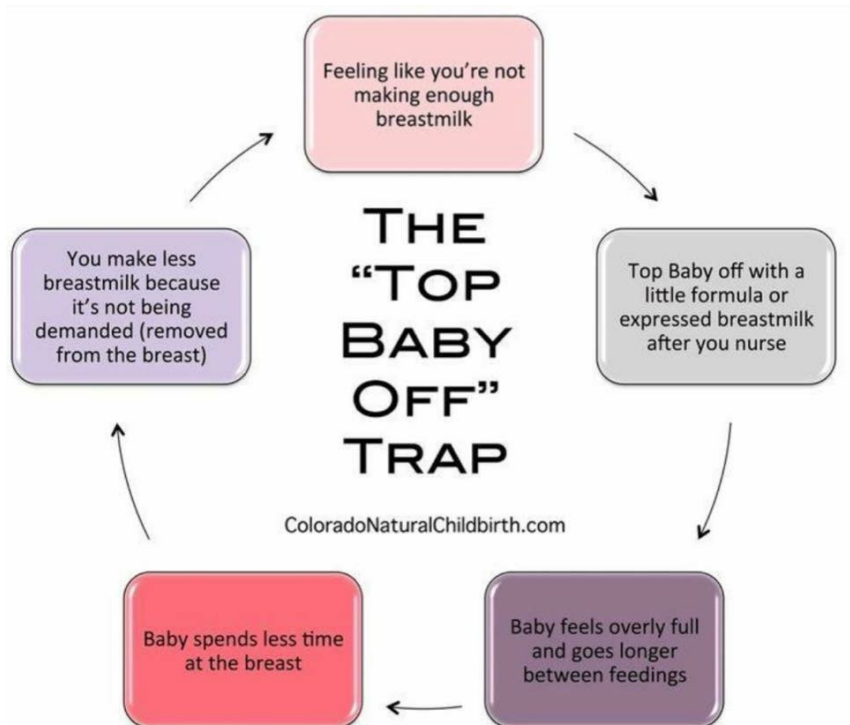 Feeling like you're not
making enough
breastmilk
Top Baby off with a
little formula or
expressed breastmilk
after you nurse
Baby feels overly full
and goes longer
between feedings
Baby spends less time
at the breast
You make less
breastmilk because
it's not being
demanded (removed
from the breast)
THE
“TOP
BABY
OFF”
TRAP
ColoradoNaturalChildbirth.com